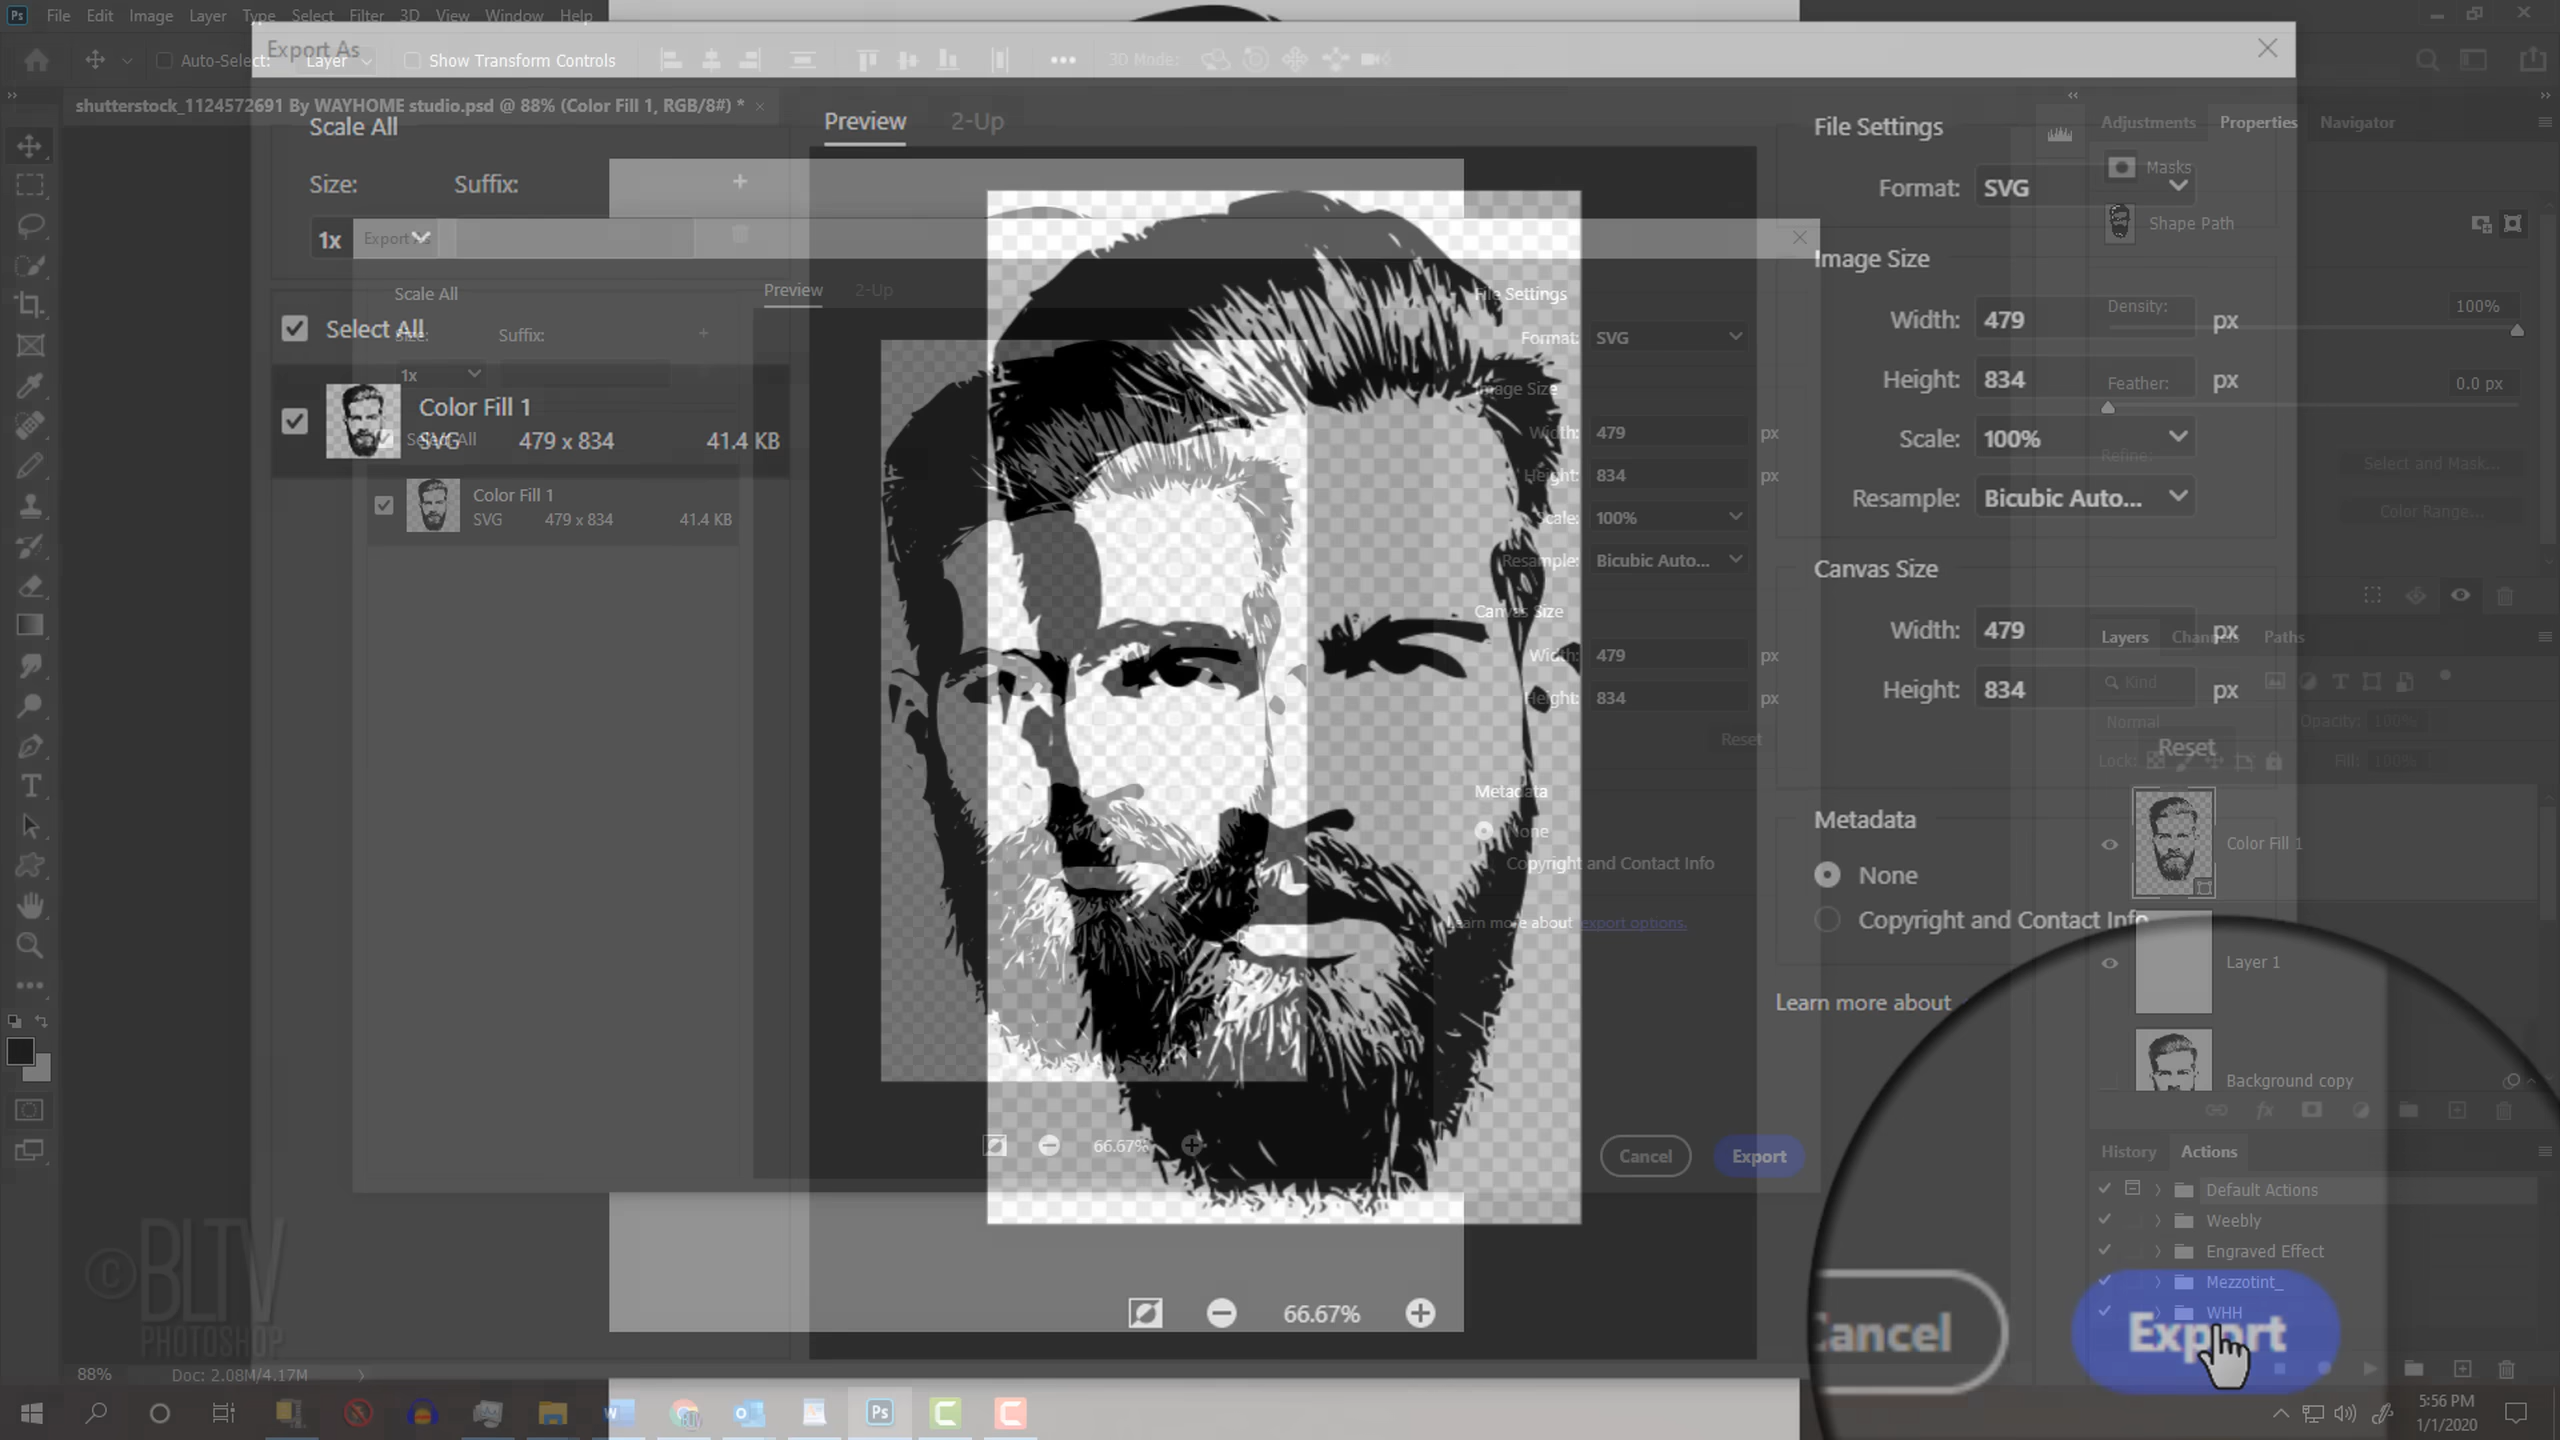 File Edit Image Layer Type Select Filter 3D View Window Help
Export As
Auto-Select: Layer Show Transform Controls 3D Mode:
shutterstock_1124572691 By WAYHOME studio.psd @ 88% (Color Fill 1, RGB/8#) *
Scale All
Size: Suffix:
1x
Select All
Color Fill 1
SVG 479 x 834 41.4 KB
Preview 2-Up
66.67%
File Settings
Format: SVG
Image Size
Width: 479 px
Height: 834 px
Scale: 100%
Resample: Bicubic Auto...
Canvas Size
Width: 479 px
Height: 834 px
Reset
Metadata
None
Copyright and Contact Info
Learn more about
Cancel
Export
Export As
Scale All
Size: Suffix:
1x
Select All
Color Fill 1
SVG 479 x 834 41.4 KB
Preview 2-Up
66.67%
File Settings
Format: SVG
Image Size
Width: 479 px
Height: 834 px
Scale: 100%
Resample: Bicubic Auto...
Canvas Size
Width: 479 px
Height: 834 px
Reset
Metadata
None
Copyright and Contact Info
Learn more about export options.
Cancel Export
Adjustments Properties Navigator
Masks
Shape Path
Density: 100%
Feather: 0.0 px
Refine:
Select and Mask...
Color Range...
Layers Channels Paths
Kind
Normal Opacity: 100%
Lock: Fill: 100%
Color Fill 1
Layer 1
Background copy
fx
History Actions
Default Actions
Weebly
Engraved Effect
Mezzotint_
WHH
©BLTV
PHOTOSHOP
88% Doc: 2.08M/4.17M
5:56 PM
1/1/2020